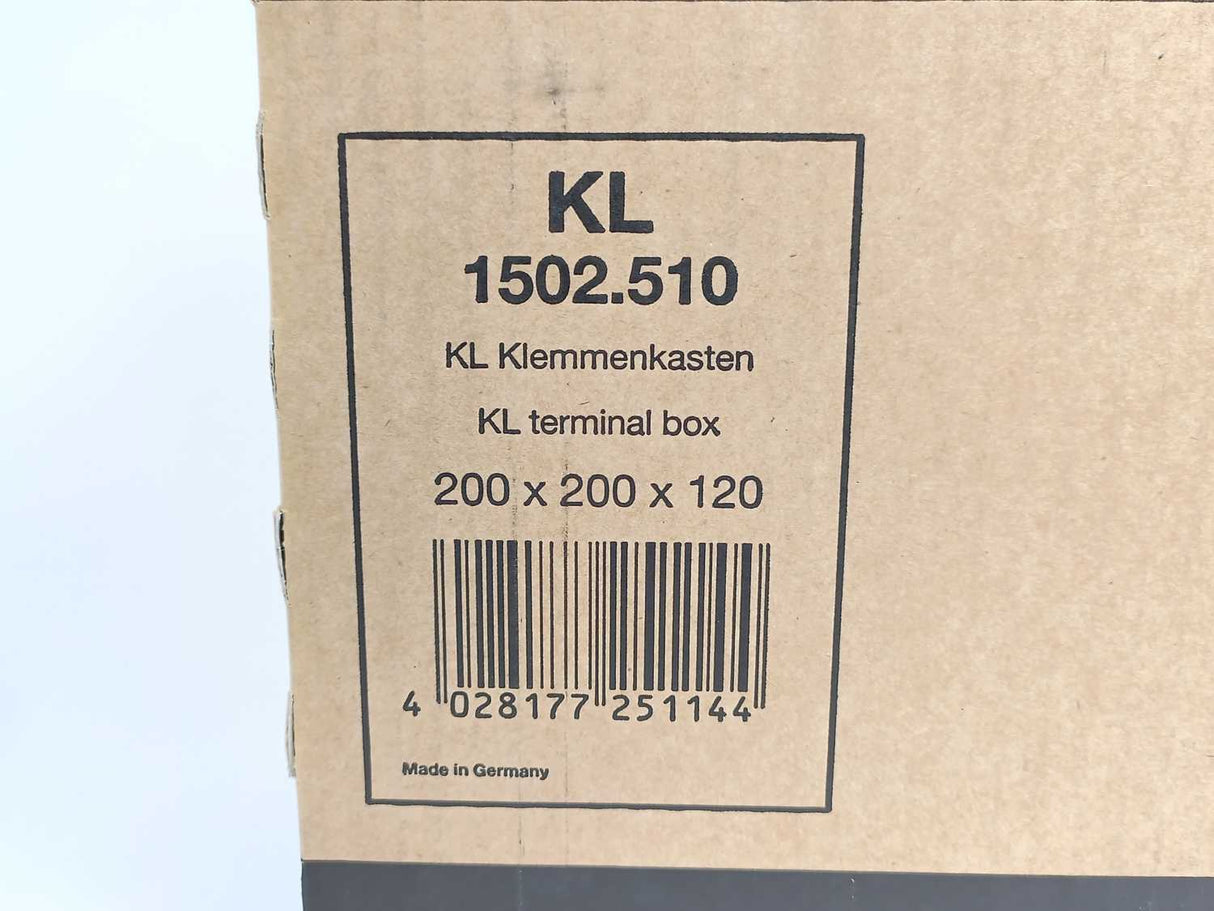 KL
1502.510
KL Klemmenkasten
KL terminal box
200 x 200 x 120
4 028177 251144
Made in Germany